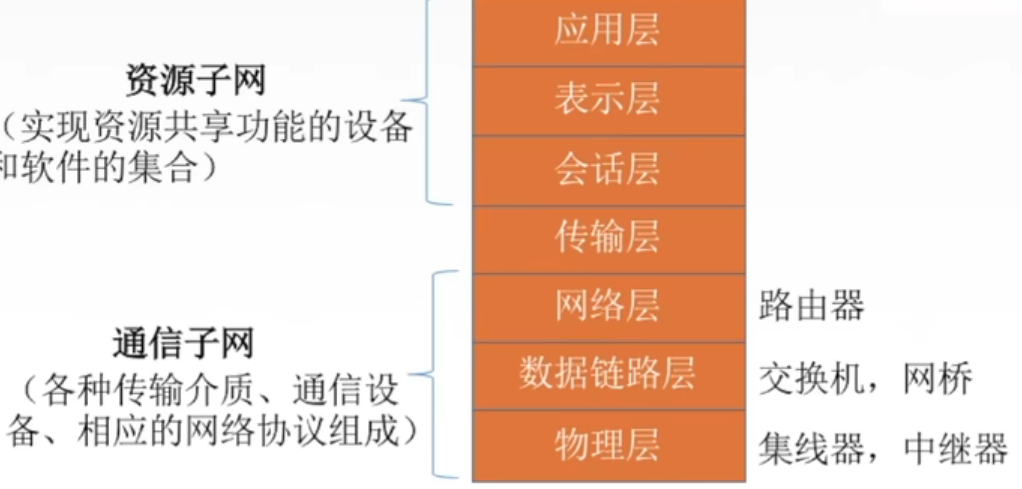 应用层
资源子网
表示层
（实现资源共享功能的设备
和软件的集合）
会话层
传输层
网络层
路由器
通信子网
数据链路层
交换机，网桥
（各种传输介质、通信设
备、相应的网络协议组成）
物理层
集线器，中继器